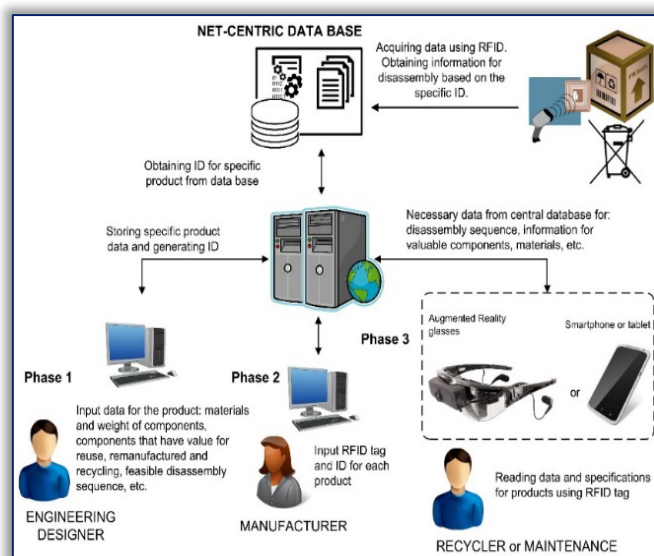 NET-CENTRIC DATA BASE
Acquiring data using RFID.
Obtaining information for
disassembly based on the
specific ID.
Obtaining ID for specific
product from data base
Storing specific product
data and generating ID
Necessary data from central database for:
disassembly sequence, information for
valuable components, materials, etc.
Augmented Reality
glasses
Smartphone or tablet
or
Phase 3
Phase 1
Phase 2
Input data for the product: materials
and weight of components,
components that have value for
reuse, remanufactured and
recycling, feasible disassembly
sequence, etc.
Input RFID tag
and ID for each
product
Reading data and specifications
for products using RFID tag
ENGINEERING
DESIGNER
MANUFACTURER
RECYCLER or MAINTENANCE